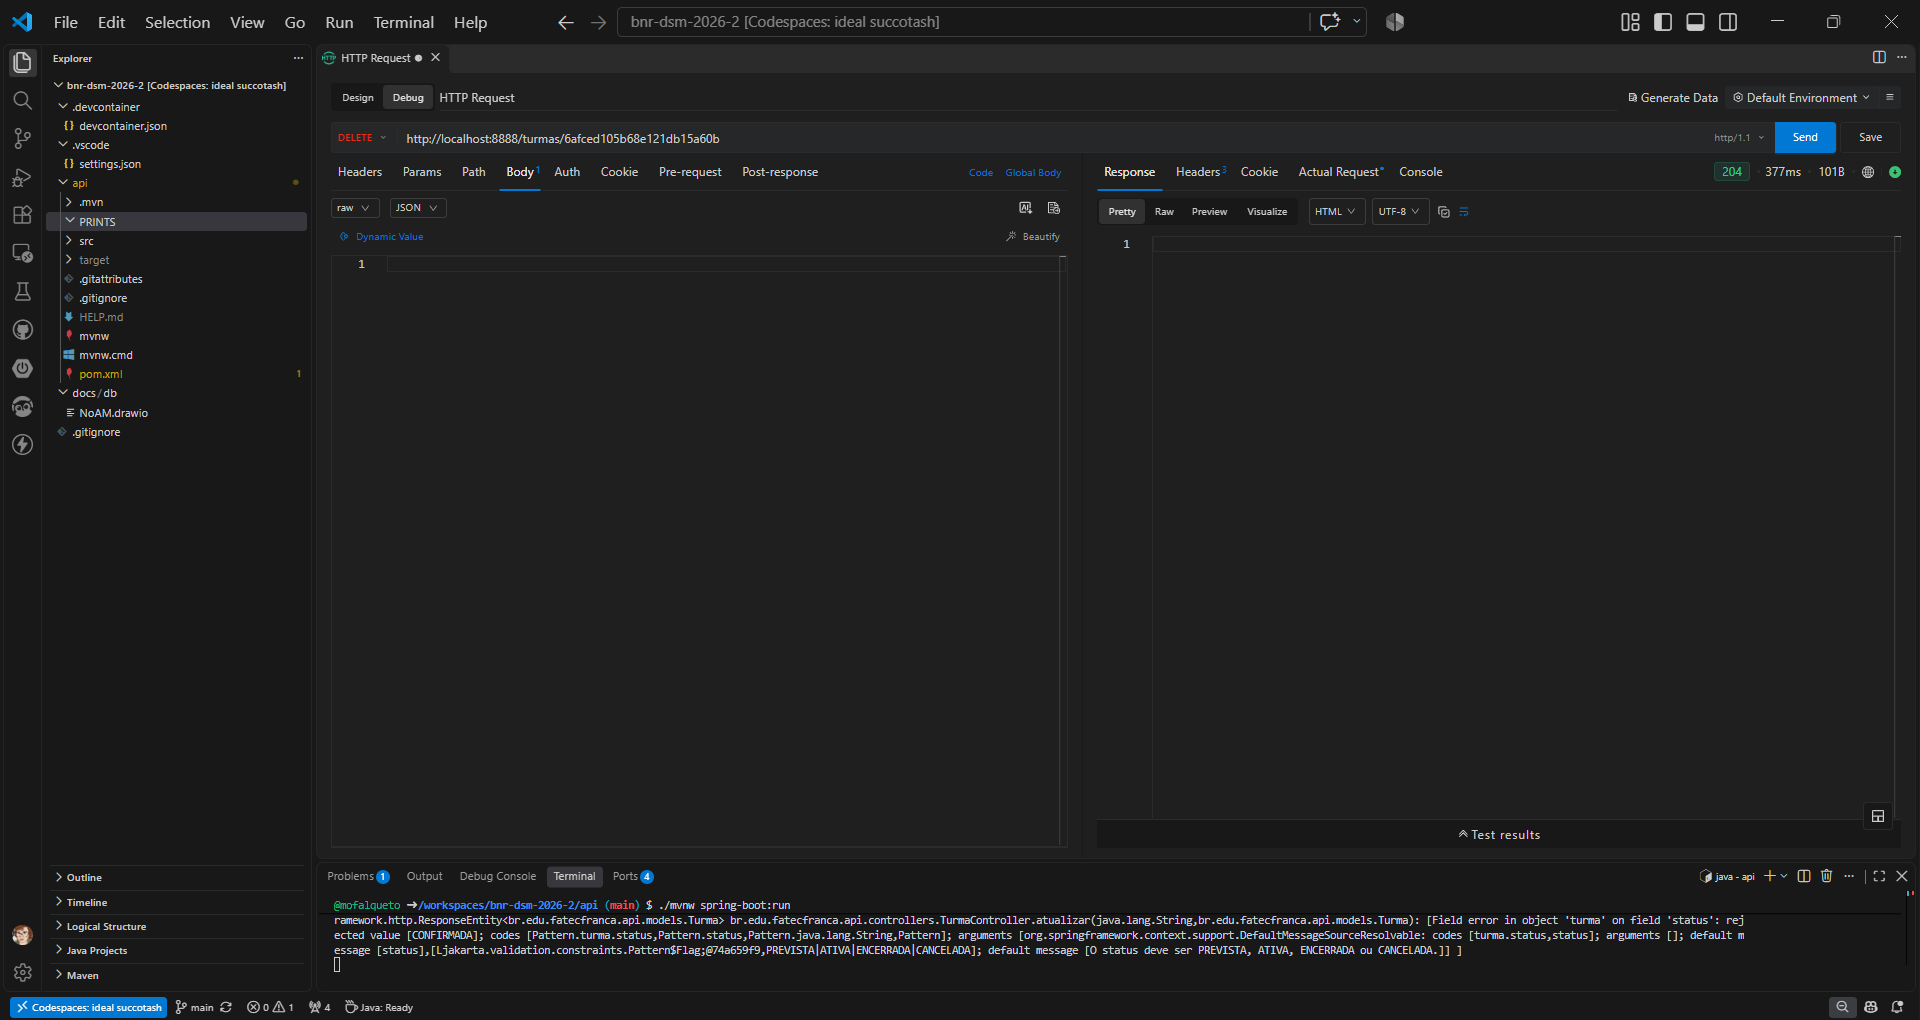 File Edit Selection View Go Run Terminal Help
bnr-dsm-2026-2 [Codespaces: ideal succotash]
Explorer
bnr-dsm-2026-2 [Codespaces: ideal succotash]
.devcontainer
{} devcontainer.json
.vscode
{} settings.json
api
.mvn
PRINTS
src
target
.gitattributes
.gitignore
HELP.md
mvnw
mvnw.cmd
pom.xml 1
docs / db
NoAM.drawio
.gitignore
Outline
Timeline
Logical Structure
Java Projects
Maven
HTTP Request
Design Debug HTTP Request
Generate Data Default Environment
DELETE http://localhost:8888/turmas/6afced105b68e121db15a60b http/1.1 Send Save
Headers Params Path Body 1 Auth Cookie Pre-request Post-response Code Global Body
raw JSON
Dynamic Value Beautify
1
Response Headers 3 Cookie Actual Request Console 204 377ms 101B
Pretty Raw Preview Visualize HTML UTF-8
1
Test results
Problems 1 Output Debug Console Terminal Ports 4 java - api
@mofalqueto ➜/workspaces/bnr-dsm-2026-2/api (main) $ ./mvnw spring-boot:run
ramework.http.ResponseEntity<br.edu.fatecfranca.api.models.Turma> br.edu.fatecfranca.api.controllers.TurmaController.atualizar(java.lang.String,br.edu.fatecfranca.api.models.Turma): [Field error in object 'turma' on field 'status': rej
ected value [CONFIRMADA]; codes [Pattern.turma.status,Pattern.status,Pattern.java.lang.String,Pattern]; arguments [org.springframework.context.support.DefaultMessageSourceResolvable: codes [turma.status,status]; arguments []; default m
essage [status],[Ljakarta.validation.constraints.Pattern$Flag;@74a659f9,PREVISTA|ATIVA|ENCERRADA|CANCELADA]; default message [O status deve ser PREVISTA, ATIVA, ENCERRADA ou CANCELADA.]] ]
Codespaces: ideal succotash main 0 1 4 Java: Ready